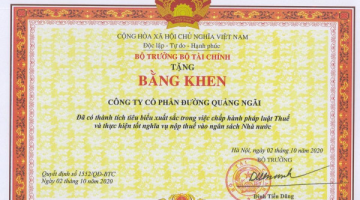 CỘNG HÒA XÃ HỘI CHỦ NGHĨA VIỆT NAM
Độc lập - Tự do - Hạnh phúc
BỘ TRƯỞNG BỘ TÀI CHÍNH
TẶNG
BẰNG KHEN
CÔNG TY CỔ PHẦN ĐƯỜNG QUẢNG NGÃI
Đã có thành tích tiêu biểu xuất sắc trong việc chấp hành pháp luật Thuế
và thực hiện tốt nghĩa vụ nộp thuế vào ngân sách Nhà nước
Hà Nội, ngày 02 tháng 10 năm 2020
BỘ TRƯỞNG
Quyết định số 1552/QĐ-BTC
Ngày 02 tháng 10 năm 2020
Đinh Tiến Dũng